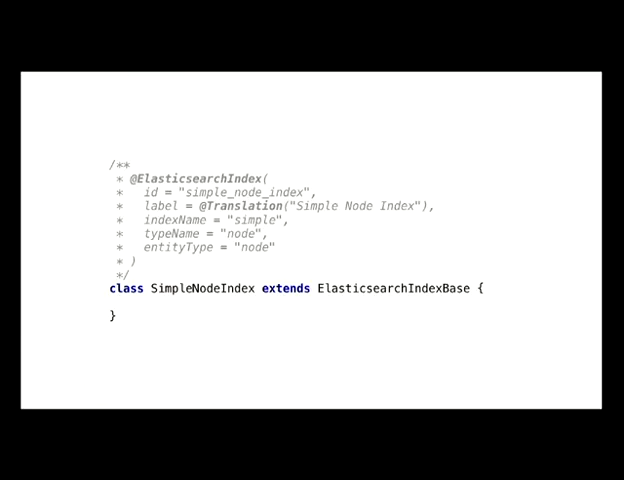 /**
 * @ElasticsearchIndex(
 *   id = "simple_node_index",
 *   label = @Translation("Simple Node Index"),
 *   indexName = "simple",
 *   typeName = "node",
 *   entityType = "node"
 * )
 */
class SimpleNodeIndex extends ElasticsearchIndexBase {
}